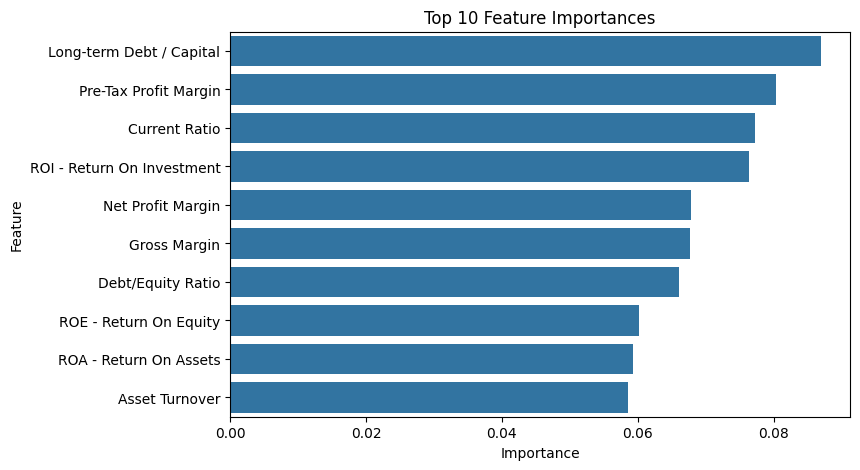 Top 10 Feature Importances
Long-term Debt / Capital
Pre-Tax Profit Margin
Current Ratio
ROI - Return On Investment
Net Profit Margin
Gross Margin
Debt/Equity Ratio
ROE - Return On Equity
ROA - Return On Assets
Asset Turnover
Feature
0.00 0.02 0.04 0.06 0.08
Importance